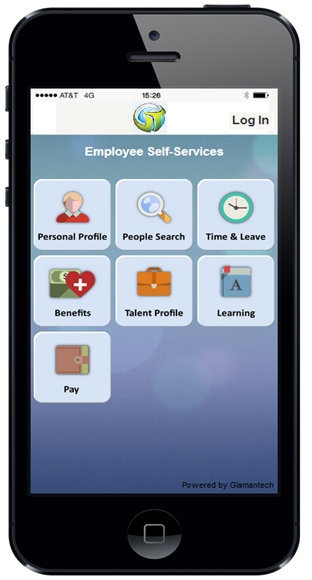 AT&T 4G 15:26
Log In
Employee Self-Services
Personal Profile People Search Time & Leave
A
Benefits Talent Profile Learning
Pay
Powered by Glamantech